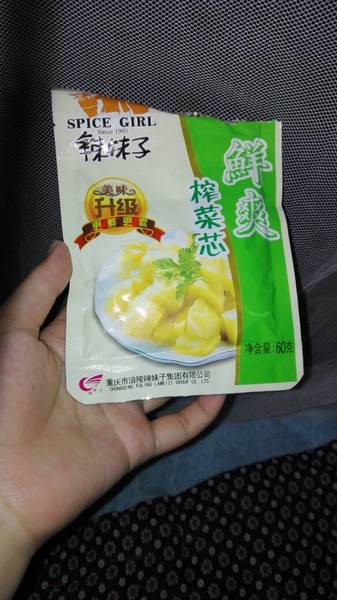 SPICE GIRL
Since 1995
辣妹子
美味
升级
鲜爽
榨菜芯
净含量:60克
重庆市涪陵辣妹子集团有限公司
CHONGQING FULING LAMEIZI GROUP CO., LTD